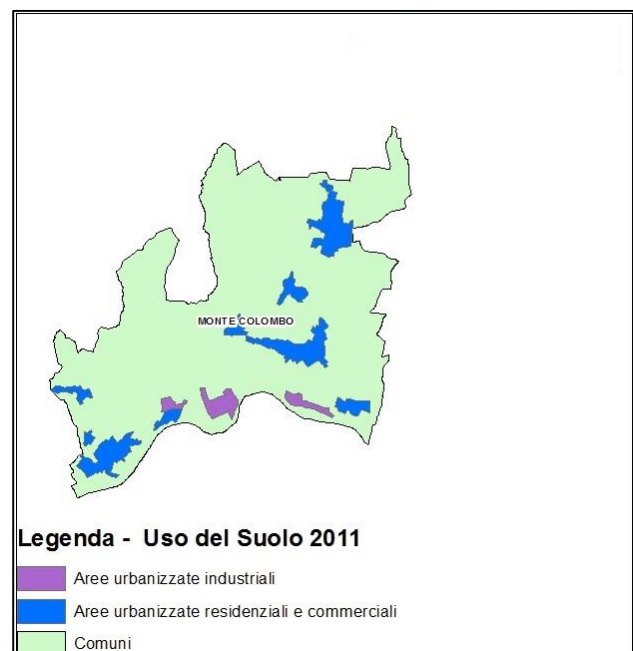 MONTE COLOMBO
Legenda - Uso del Suolo 2011
Aree urbanizzate industriali
Aree urbanizzate residenziali e commerciali
Comuni